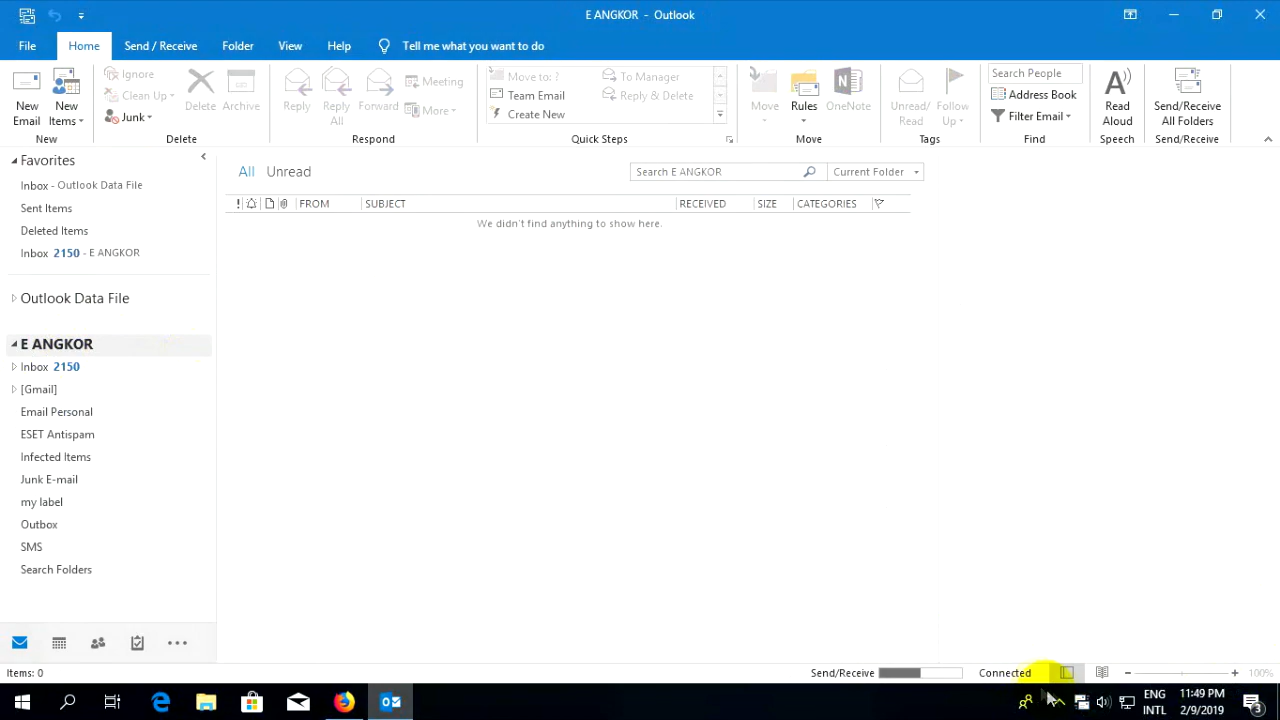 E ANGKOR - Outlook
File Home Send / Receive Folder View Help Tell me what you want to do
New Email
New Items
Ignore
Clean Up
Junk
Delete
Archive
Reply
Reply All
Forward
Meeting
More
Move to: ?
Team Email
Create New
To Manager
Reply & Delete
Move
Rules
OneNote
Unread/ Read
Follow Up
Search People
Address Book
Filter Email
Read Aloud
Send/Receive All Folders
New Delete Respond Quick Steps Move Tags Find Speech Send/Receive
Favorites
Inbox - Outlook Data File
Sent Items
Deleted Items
Inbox 2150 - E ANGKOR
Outlook Data File
E ANGKOR
Inbox 2150
[Gmail]
Email Personal
ESET Antispam
Infected Items
Junk E-mail
my label
Outbox
SMS
Search Folders
All Unread
Search E ANGKOR
Current Folder
! FROM SUBJECT RECEIVED SIZE CATEGORIES
We didn't find anything to show here.
Items: 0
Send/Receive
Connected
100%
ENG
INTL
11:49 PM
2/9/2019
3